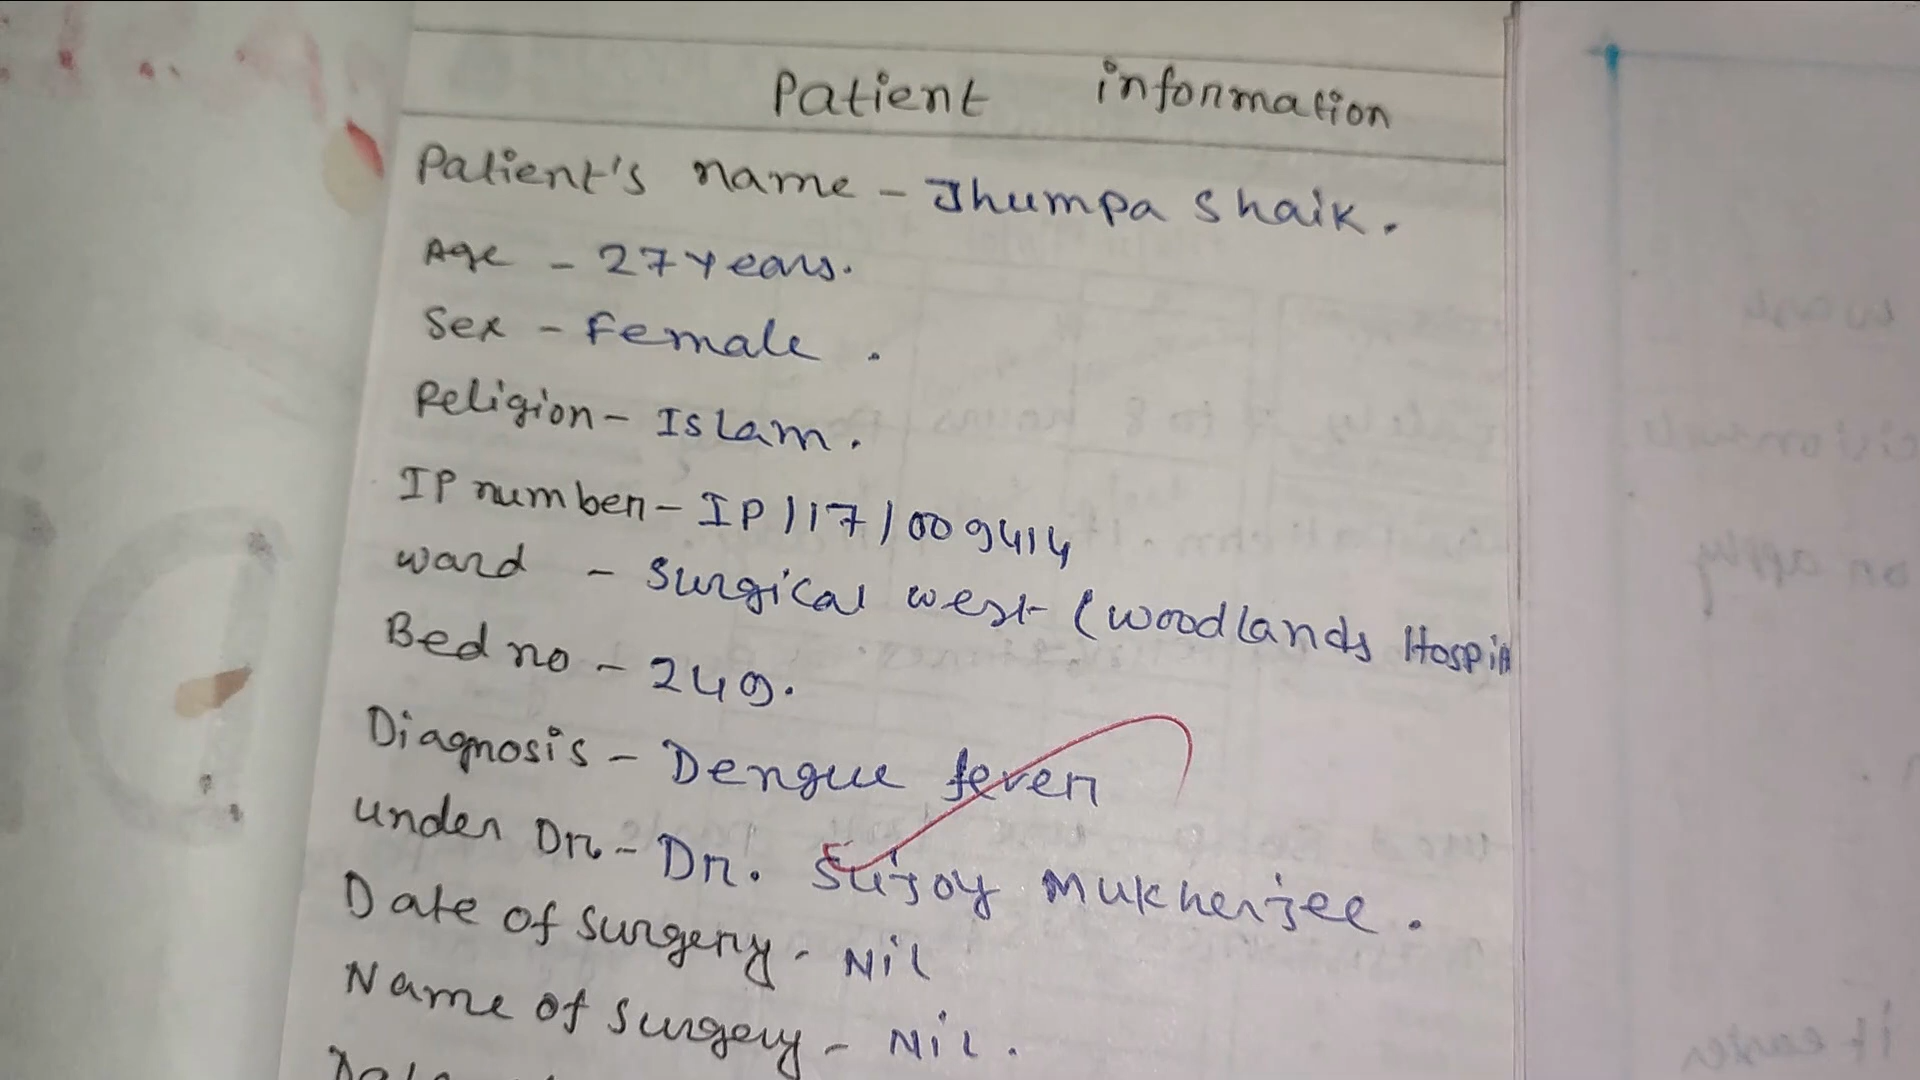 Patient information
Patient's name - Jhumpa Shaik.
Age - 27 Years.
Sex - Female.
Religion - Islam.
IP number - IP/17/009414
Ward - Surgical west (Woodlands Hospit
Bed no - 249.
Diagnosis - Dengue fever
under Dr. - Dr. Sujoy Mukherjee.
Date of surgery - Nil
Name of surgery - Nil.
Date